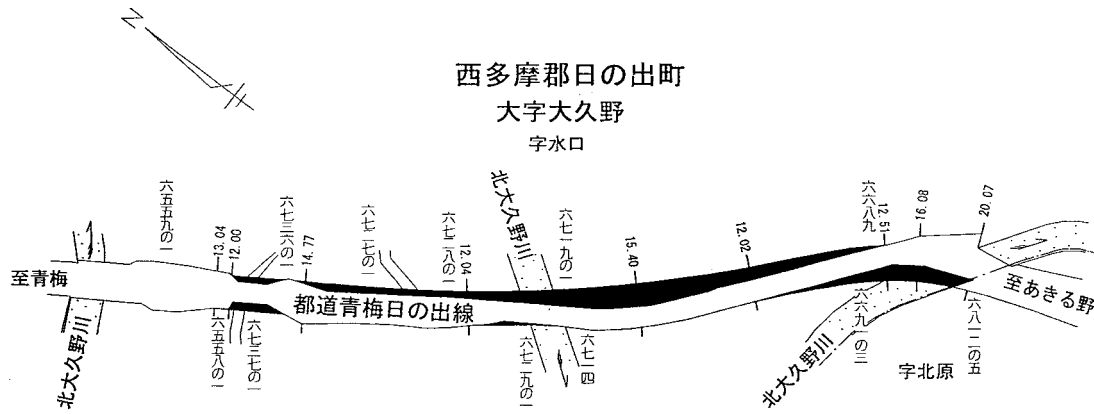 N
西多摩郡日の出町
大字大久野
字水口
六五五九の一
13.04
12.00
六七三六の一
14.77
六七二七の一
六七二八の一
12.04
北大久野川
六七一九の一
15.40
12.02
六六八九
12.51
16.08
20.07
至青梅
都道青梅日の出線
至あきる野
北大久野川
六五五八の一
六七三七の一
六七二九の一
六七一四
北大久野川
六六九一の三
字北原
六八一二の五